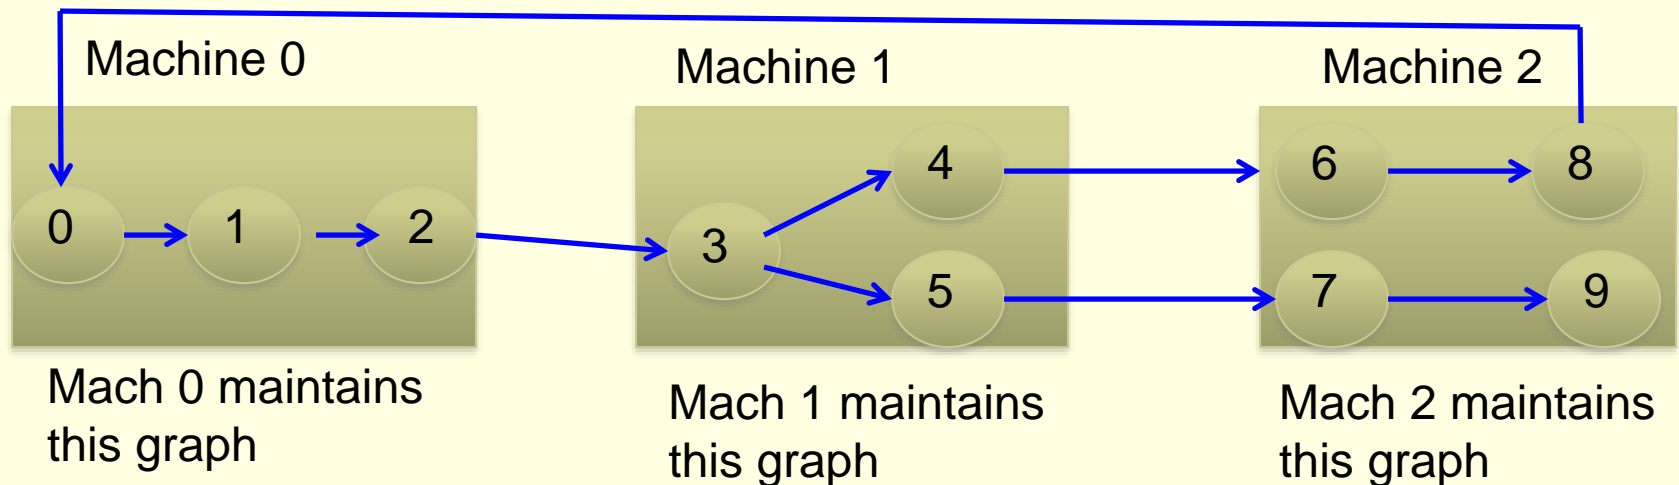 Machine 0
Machine 1
Machine 2
0
1
2
3
4
5
6
8
7
9
Mach 0 maintains
this graph
Mach 1 maintains
this graph
Mach 2 maintains
this graph